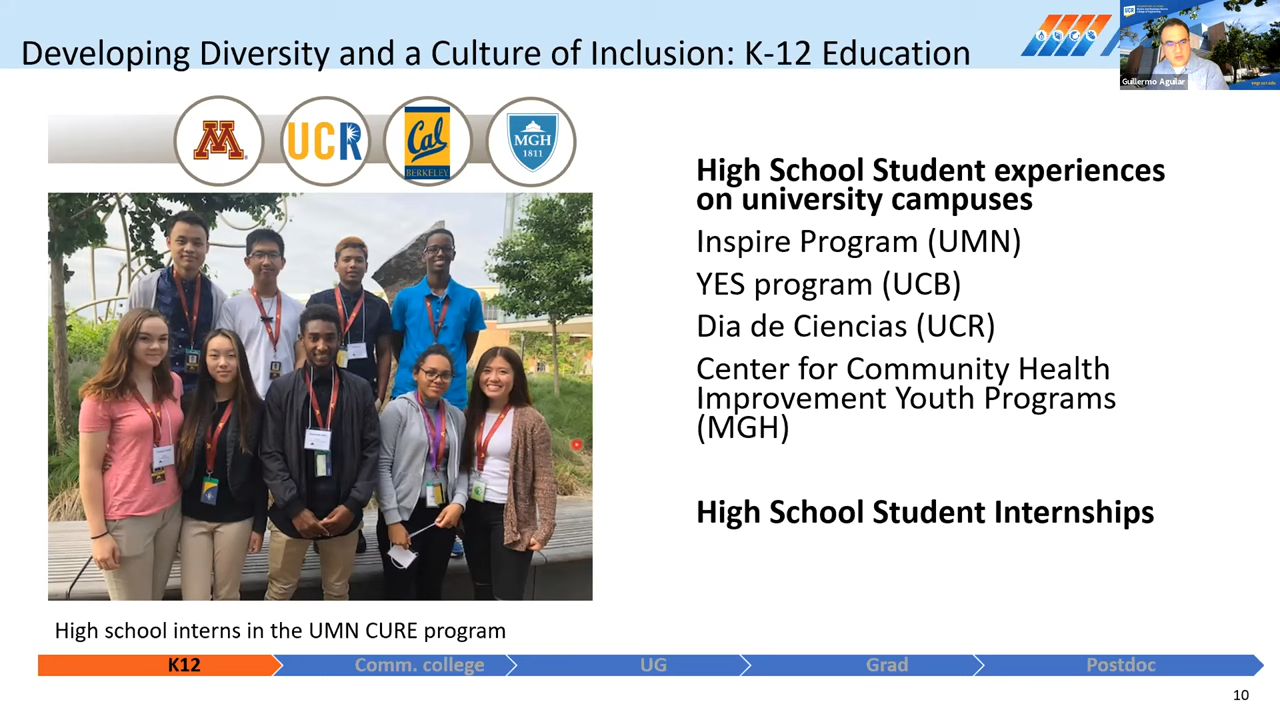 Developing Diversity and a Culture of Inclusion: K-12 Education
Guillermo Aguilar
UCR
M
UCR
Cal
BERKELEY
MGH
1811
High School Student experiences
on university campuses
Inspire Program (UMN)
YES program (UCB)
Dia de Ciencias (UCR)
Center for Community Health
Improvement Youth Programs
(MGH)
High School Student Internships
High school interns in the UMN CURE program
K12
Comm. college
UG
Grad
Postdoc
10